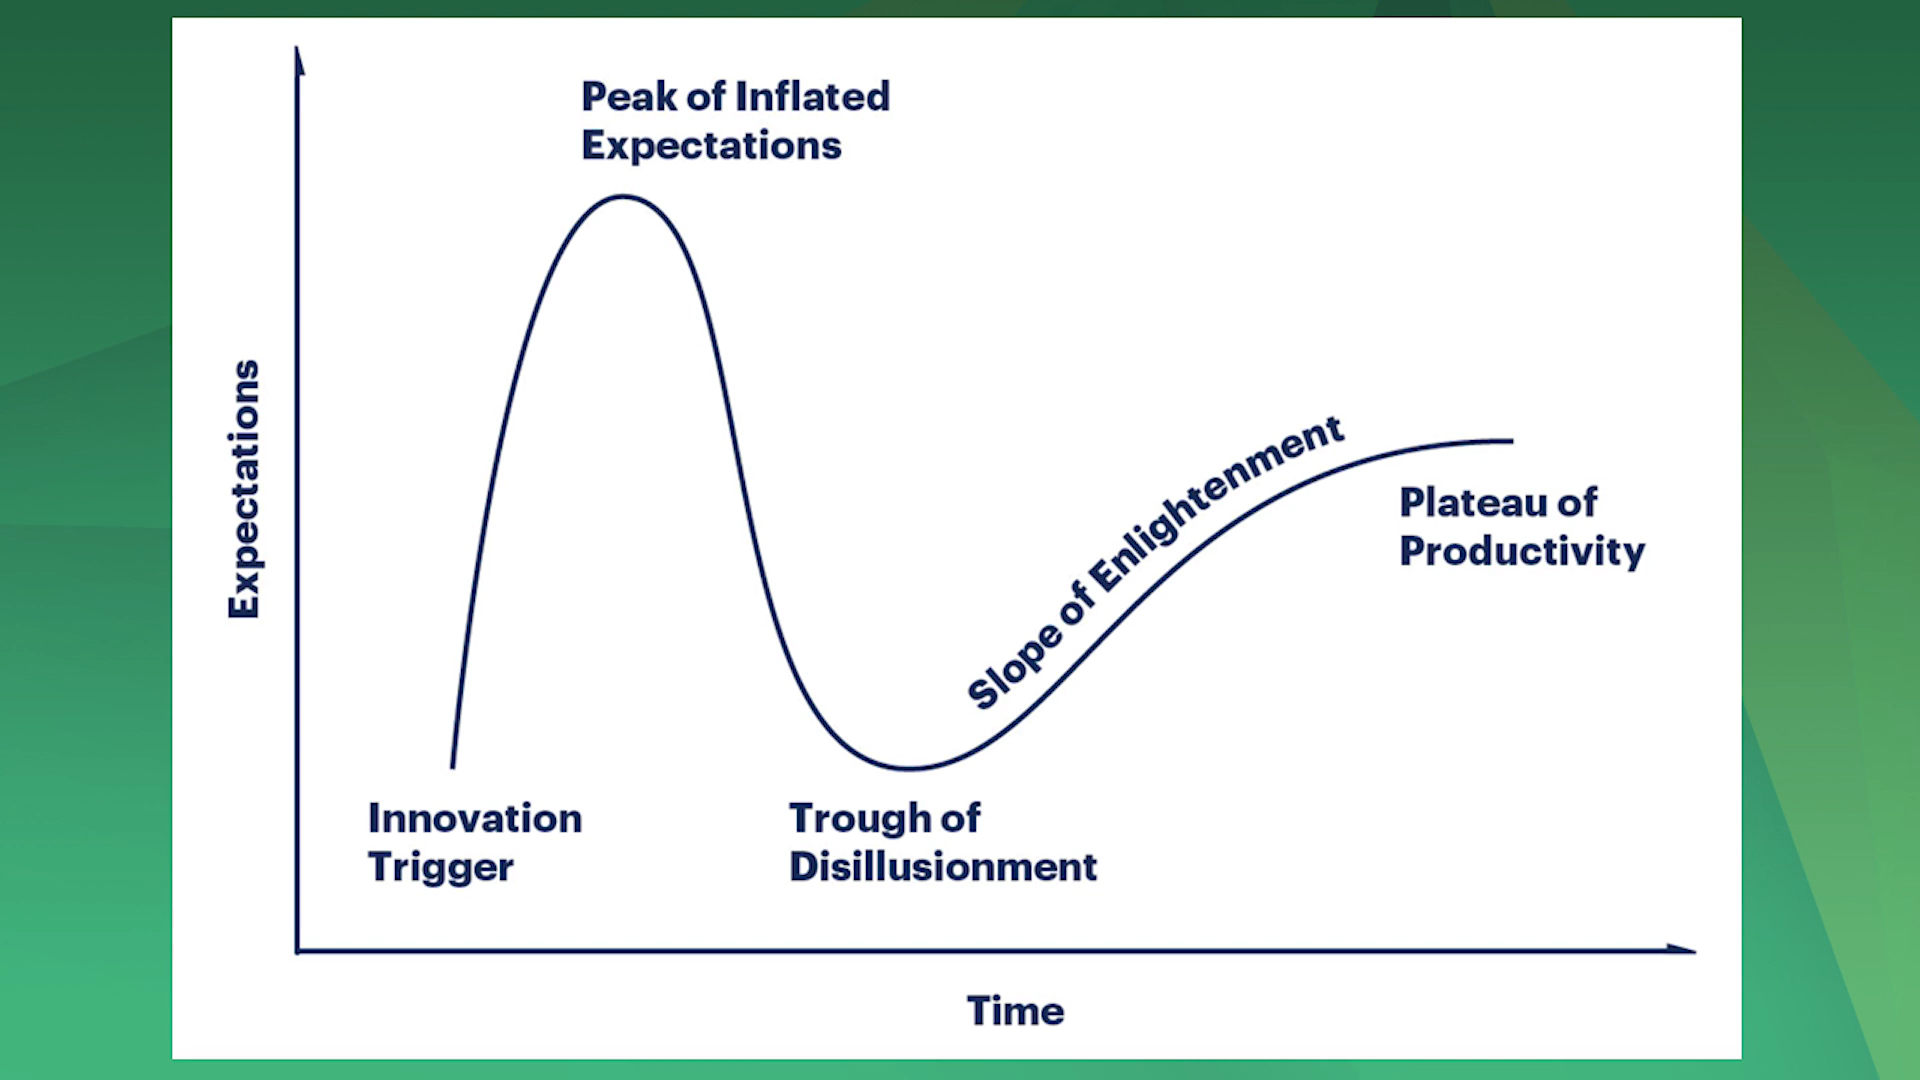 Peak of Inflated
Expectations
Expectations
Slope of Enlightenment
Plateau of
Productivity
Innovation
Trigger
Trough of
Disillusionment
Time